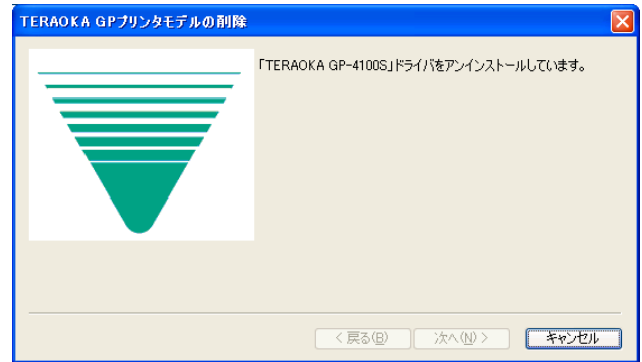 TERAOKA GPプリンタモデルの削除
「TERAOKA GP-4100S」ドライバをアンインストールしています。
< 戻る(B)
次へ(N) >
キャンセル